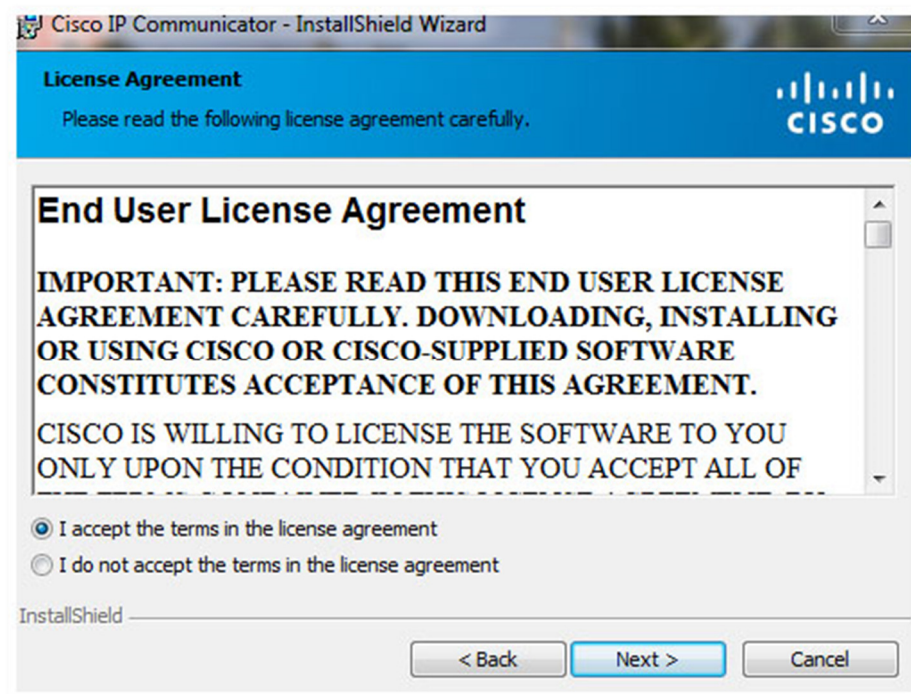 Cisco IP Communicator - InstallShield Wizard
License Agreement
Please read the following license agreement carefully.
CISCO
End User License Agreement
IMPORTANT: PLEASE READ THIS END USER LICENSE
AGREEMENT CAREFULLY. DOWNLOADING, INSTALLING
OR USING CISCO OR CISCO-SUPPLIED SOFTWARE
CONSTITUTES ACCEPTANCE OF THIS AGREEMENT.
CISCO IS WILLING TO LICENSE THE SOFTWARE TO YOU
ONLY UPON THE CONDITION THAT YOU ACCEPT ALL OF
I accept the terms in the license agreement
I do not accept the terms in the license agreement
InstallShield
< Back
Next >
Cancel